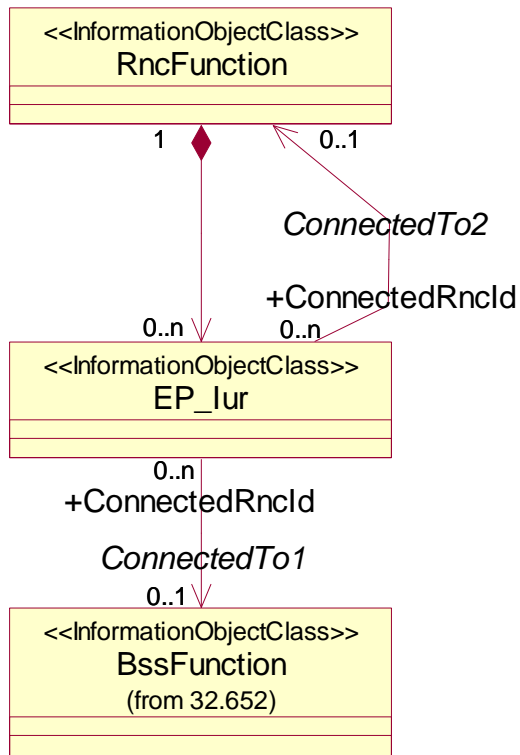 <<InformationObjectClass>>
RncFunction
1
0..1
ConnectedTo2
+ConnectedRncId
0..n
0..n
<<InformationObjectClass>>
EP_Iur
0..n
+ConnectedRncId
ConnectedTo1
0..1
<<InformationObjectClass>>
BssFunction
(from 32.652)